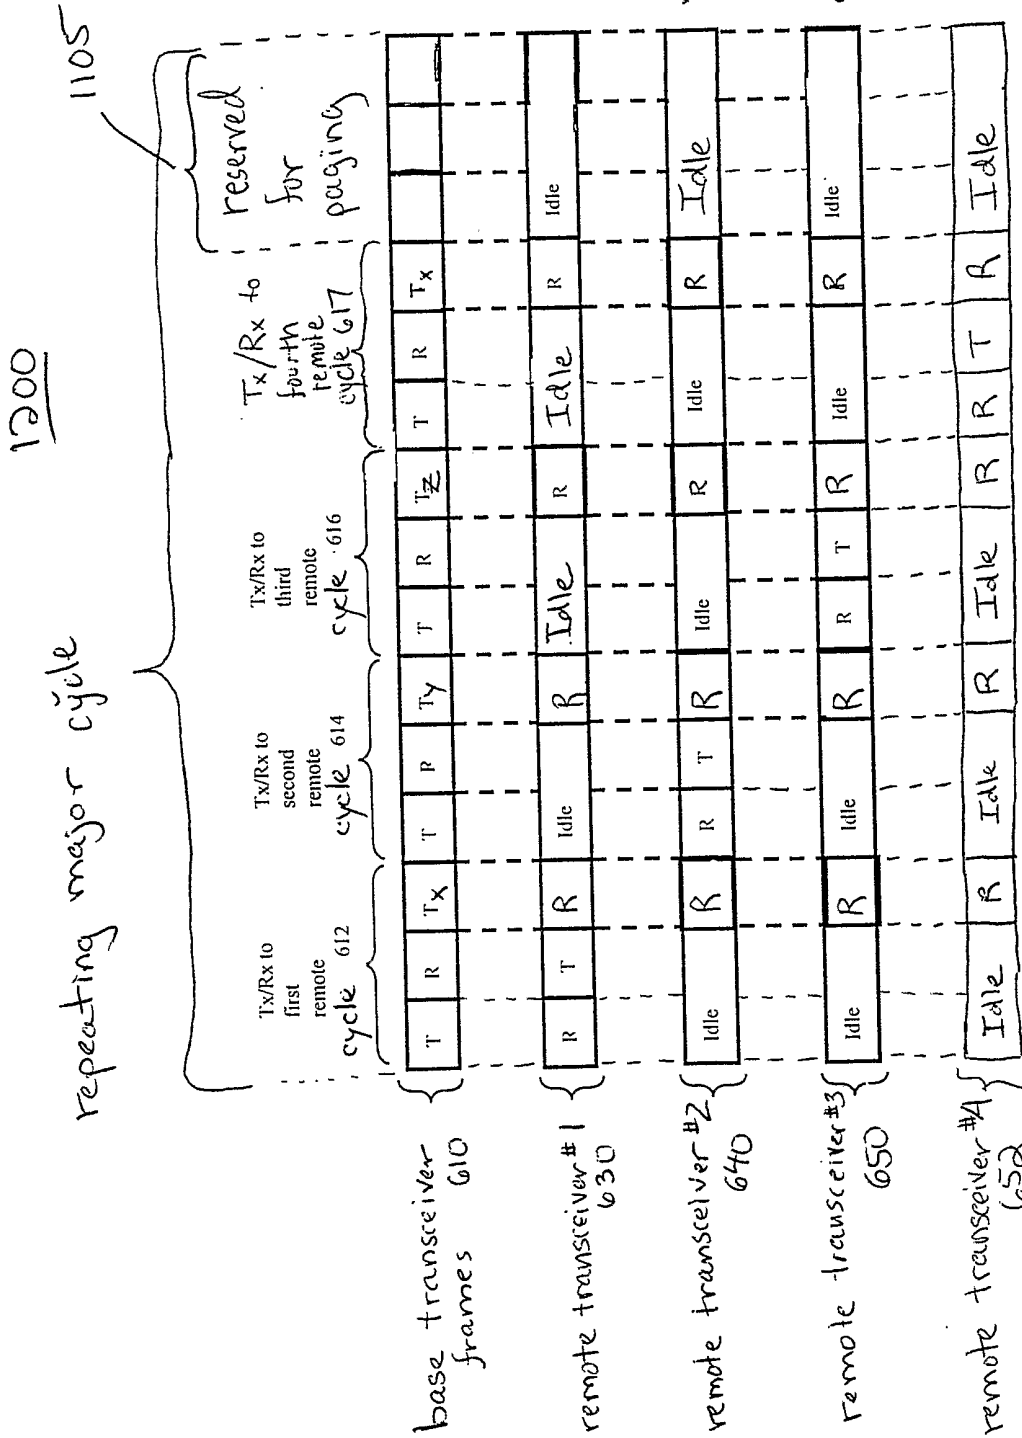 1200
1105
repeating major cycle
reserved
for
paging
Tx/Rx to
first
remote
cycle 612
Tx/Rx to
second
remote
cycle 614
Tx/Rx to
third
remote
cycle 616
Tx/Rx to
fourth
remote
cycle 617
base transceiver
frames 610
T R Tx T R Ty T R Tz T R Tx
remote transceiver #1
630
R T R Idle R Idle R Idle R Idle
remote transceiver #2
640
Idle R R T R Idle R Idle R Idle
remote transceiver #3
650
Idle R Idle R R T R Idle R Idle
remote transceiver #4
652
Idle R Idle R Idle R R T R Idle